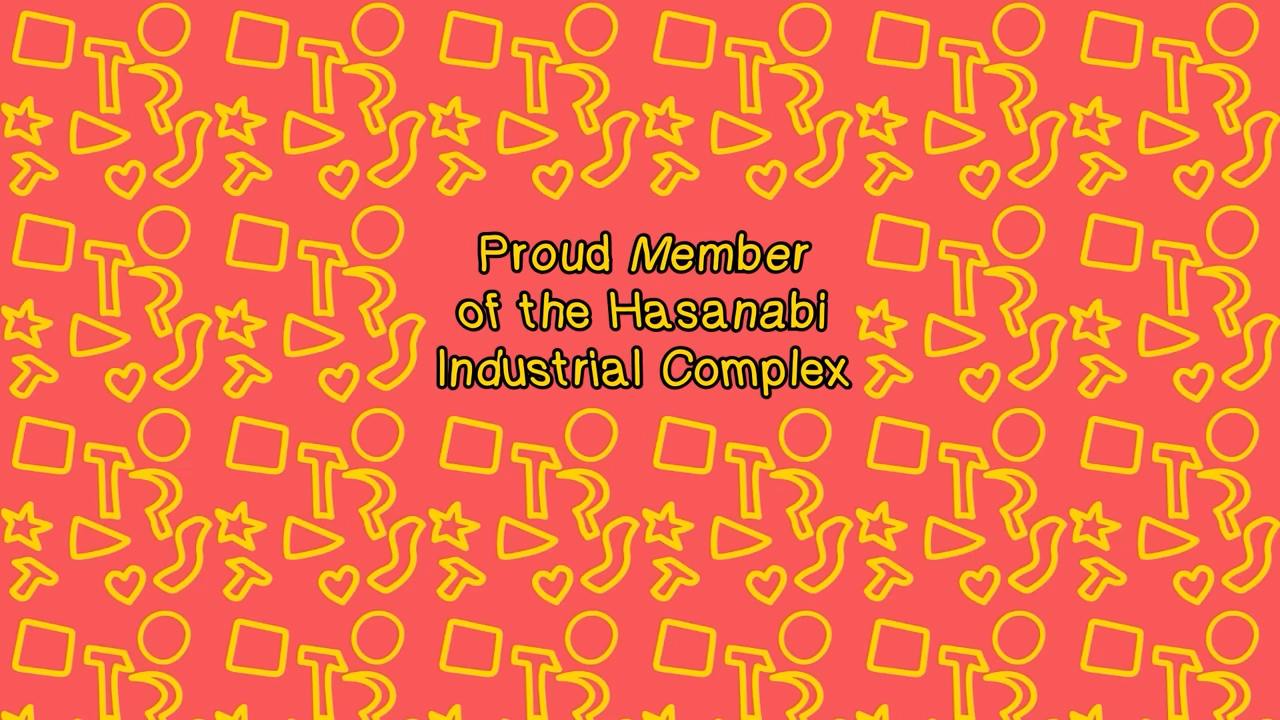 Proud Member
of the Hasanabi
Industrial Complex